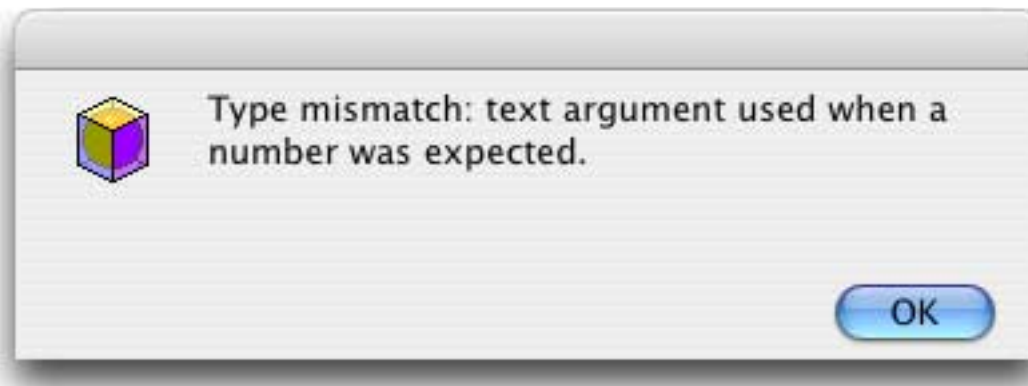 Type mismatch: text argument used when a
number was expected.
OK